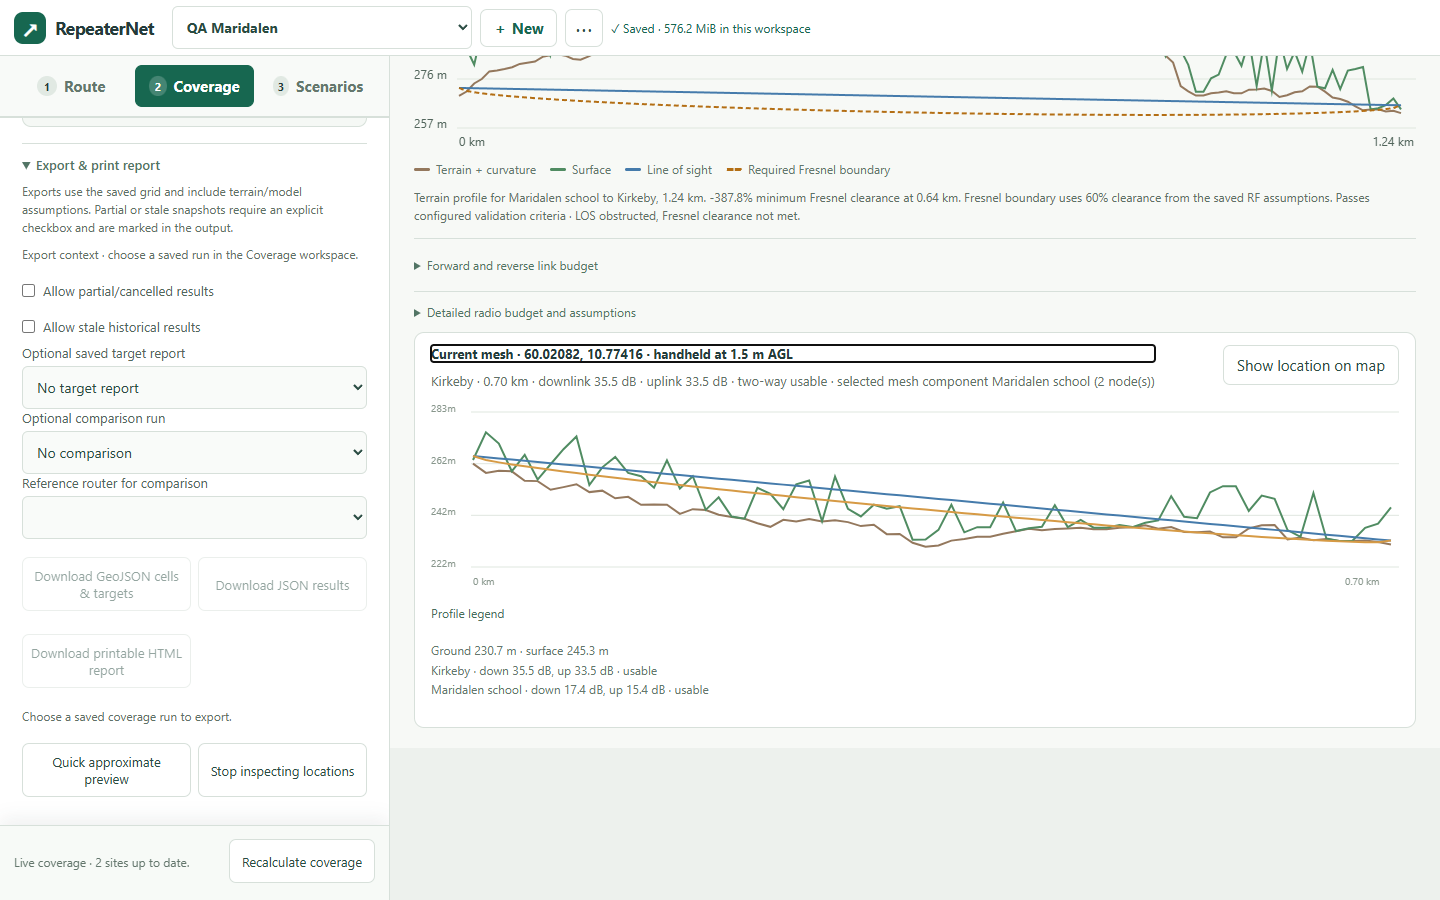 RepeaterNet
QA Maridalen
+ New
...
✓ Saved · 576.2 MiB in this workspace
1 Route
2 Coverage
3 Scenarios
▼ Export & print report
Exports use the saved grid and include terrain/model
assumptions. Partial or stale snapshots require an explicit
checkbox and are marked in the output.
Export context · choose a saved run in the Coverage workspace.
Allow partial/cancelled results
Allow stale historical results
Optional saved target report
No target report
Optional comparison run
No comparison
Reference router for comparison
Download GeoJSON cells
& targets
Download JSON results
Download printable HTML
report
Choose a saved coverage run to export.
Quick approximate
preview
Stop inspecting locations
Live coverage · 2 sites up to date.
Recalculate coverage
276 m
257 m
0 km
1.24 km
Terrain + curvature
Surface
Line of sight
Required Fresnel boundary
Terrain profile for Maridalen school to Kirkeby, 1.24 km. -387.8% minimum Fresnel clearance at 0.64 km. Fresnel boundary uses 60% clearance from the saved RF assumptions. Passes
configured validation criteria · LOS obstructed, Fresnel clearance not met.
▶ Forward and reverse link budget
▶ Detailed radio budget and assumptions
Current mesh · 60.02082, 10.77416 · handheld at 1.5 m AGL
Kirkeby · 0.70 km · downlink 35.5 dB · uplink 33.5 dB · two-way usable · selected mesh component Maridalen school (2 node(s))
Show location on map
283m
262m
242m
222m
0 km
0.70 km
Profile legend
Ground 230.7 m · surface 245.3 m
Kirkeby · down 35.5 dB, up 33.5 dB · usable
Maridalen school · down 17.4 dB, up 15.4 dB · usable